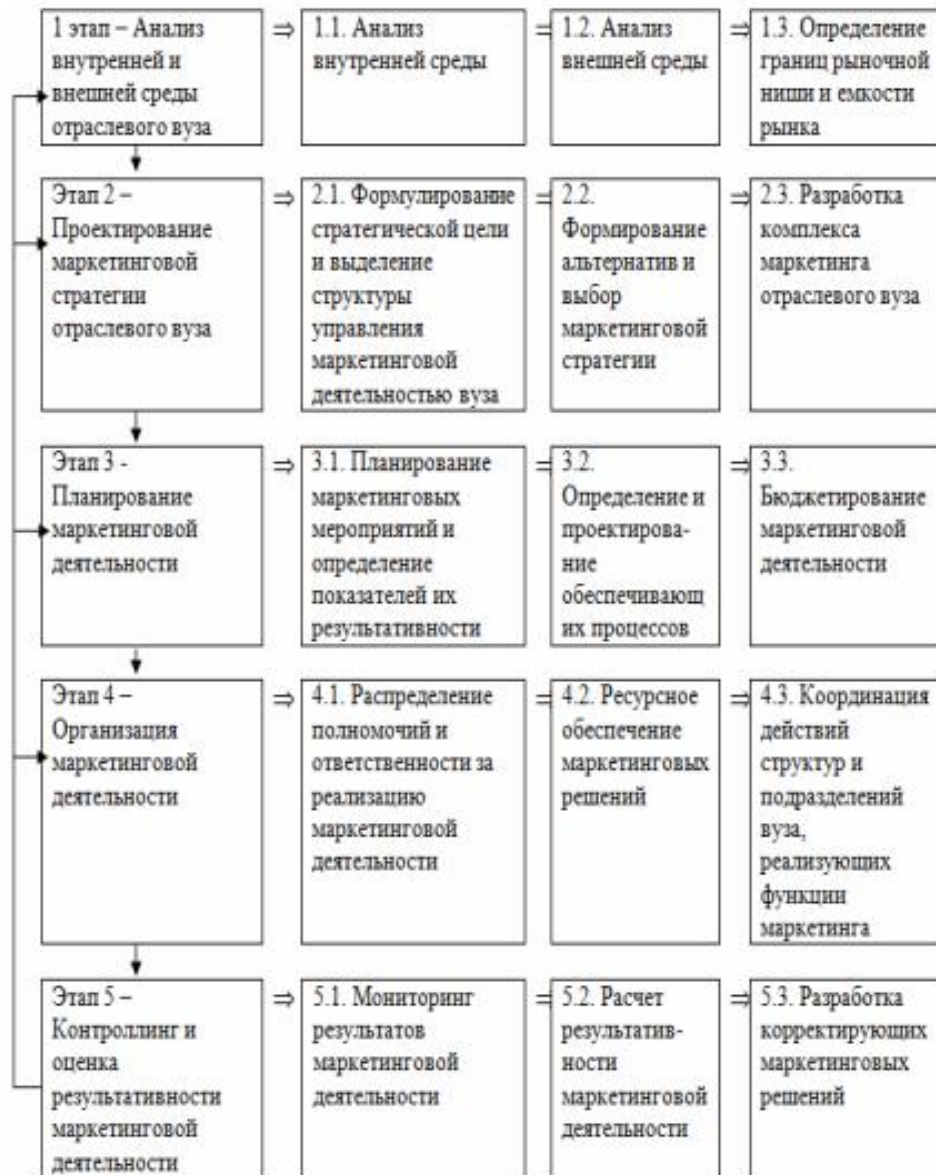 1 этап – Анализ
внутренней и
внешней среды
отраслевого вуза
⇒
1.1. Анализ
внутренней среды
⇒
1.2. Анализ
внешней среды
⇒
1.3. Определение
границ рыночной
ниши и емкости
рынка
Этап 2 –
Проектирование
маркетинговой
стратегии
отраслевого вуза
⇒
2.1. Формулирование
стратегической цели
и выделение
структуры
управления
маркетинговой
деятельностью вуза
⇒
2.2.
Формирование
альтернатив и
выбор
маркетинговой
стратегии
⇒
2.3. Разработка
комплекса
маркетинга
отраслевого вуза
Этап 3 -
Планирование
маркетинговой
деятельности
⇒
3.1. Планирование
маркетинговых
мероприятий и
определение
показателей их
результативности
⇒
3.2.
Определение и
проектирова-
ние
обеспечивающ
их процессов
⇒
3.3.
Бюджетирование
маркетинговой
деятельности
Этап 4 –
Организация
маркетинговой
деятельности
⇒
4.1. Распределение
полномочий и
ответственности за
реализацию
маркетинговой
деятельности
⇒
4.2. Ресурсное
обеспечение
маркетинговых
решений
⇒
4.3. Координация
действий
структур и
подразделений
вуза,
реализующих
функции
маркетинга
Этап 5 –
Контроллинг и
оценка
результативности
маркетинговой
деятельности
⇒
5.1. Мониторинг
результатов
маркетинговой
деятельности
⇒
5.2. Расчет
результатив-
ности
маркетинговой
деятельности
⇒
5.3. Разработка
корректирующих
маркетинговых
решений